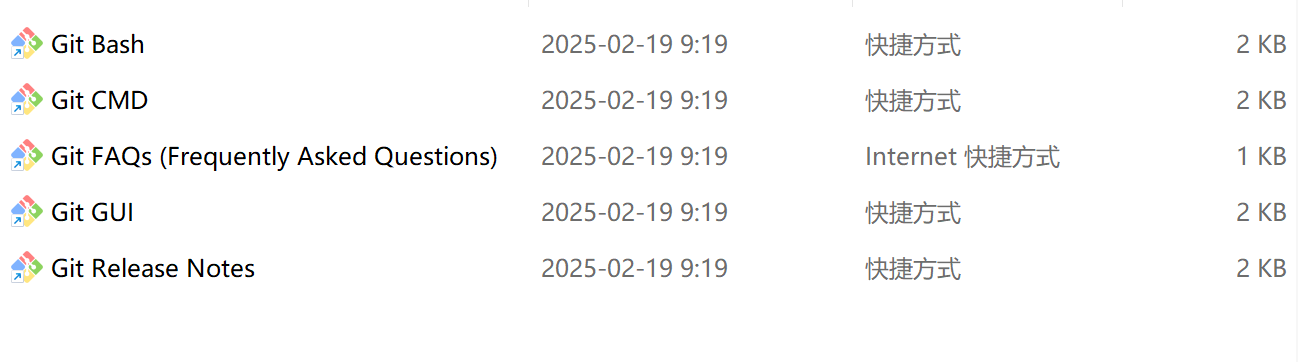 Git Bash 2025-02-19 9:19 快捷方式 2 KB
Git CMD 2025-02-19 9:19 快捷方式 2 KB
Git FAQs (Frequently Asked Questions) 2025-02-19 9:19 Internet 快捷方式 1 KB
Git GUI 2025-02-19 9:19 快捷方式 2 KB
Git Release Notes 2025-02-19 9:19 快捷方式 2 KB